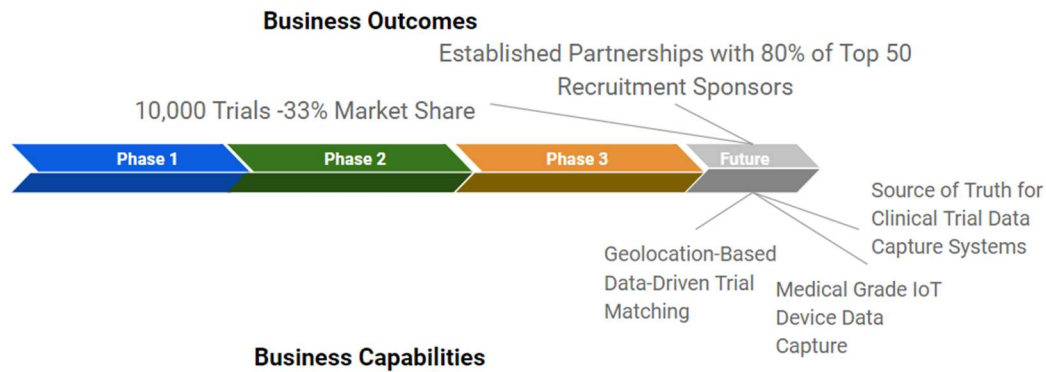 Business Outcomes
Established Partnerships with 80% of Top 50
Recruitment Sponsors
10,000 Trials -33% Market Share
Phase 1
Phase 2
Phase 3
Future
Geolocation-Based
Data-Driven Trial
Matching
Medical Grade IoT
Device Data
Capture
Source of Truth for
Clinical Trial Data
Capture Systems
Business Capabilities